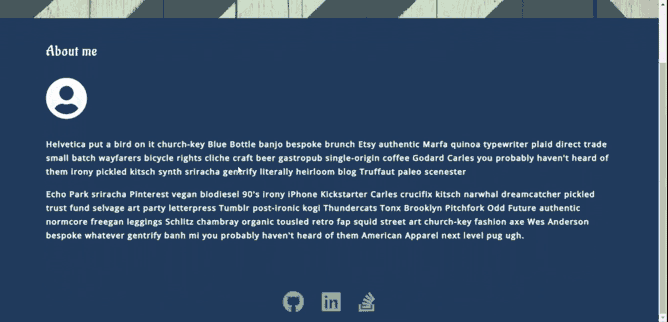 About me
Helvetica put a bird on it church-key Blue Bottle banjo bespoke brunch Etsy authentic Marfa quinoa typewriter plaid direct trade
small batch wayfarers bicycle rights cliche craft beer gastropub single-origin coffee Godard Carles you probably haven't heard of
them irony pickled kitsch synth sriracha gentrify literally heirloom blog Truffaut paleo scenester
Echo Park sriracha Pinterest vegan biodiesel 90's irony iPhone Kickstarter Carles crucifix kitsch narwhal dreamcatcher pickled
trust fund selvage art party letterpress Tumblr post-ironic kogi Thundercats Tonx Brooklyn Pitchfork Odd Future authentic
normcore freegan leggings Schlitz chambray organic tousled retro fap squid street art church-key fashion axe Wes Anderson
bespoke whatever gentrify banh mi you probably haven't heard of them American Apparel next level pug ugh.
in